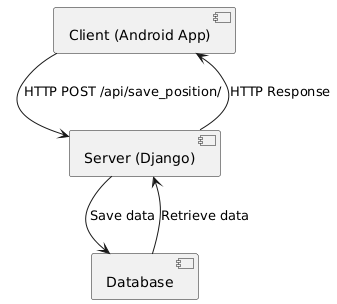 Client (Android App)
HTTP POST /api/save_position/
HTTP Response
Server (Django)
Save data
Retrieve data
Database